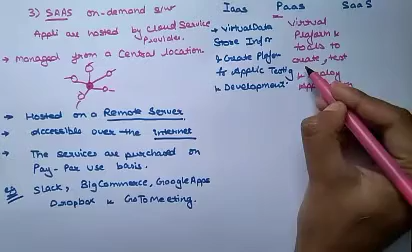 3) SAAS on-demand s/w
Appli are hosted by Cloud Service
Provider.
→ managed from a Central location
→ Hosted on a Remote Server
→ accessible over the internet
→ The services are purchased on
Pay-Per use basis.
Eg Slack, BigCommerce, Google Apps
Dropbox & GoToMeeting.
Iaas
→ Virtual Data
Store Infr
& Create Platform
for Applic Testing
& Development.
Paas
Virtual
Platform &
tools to
create, test
& deploy
SaaS